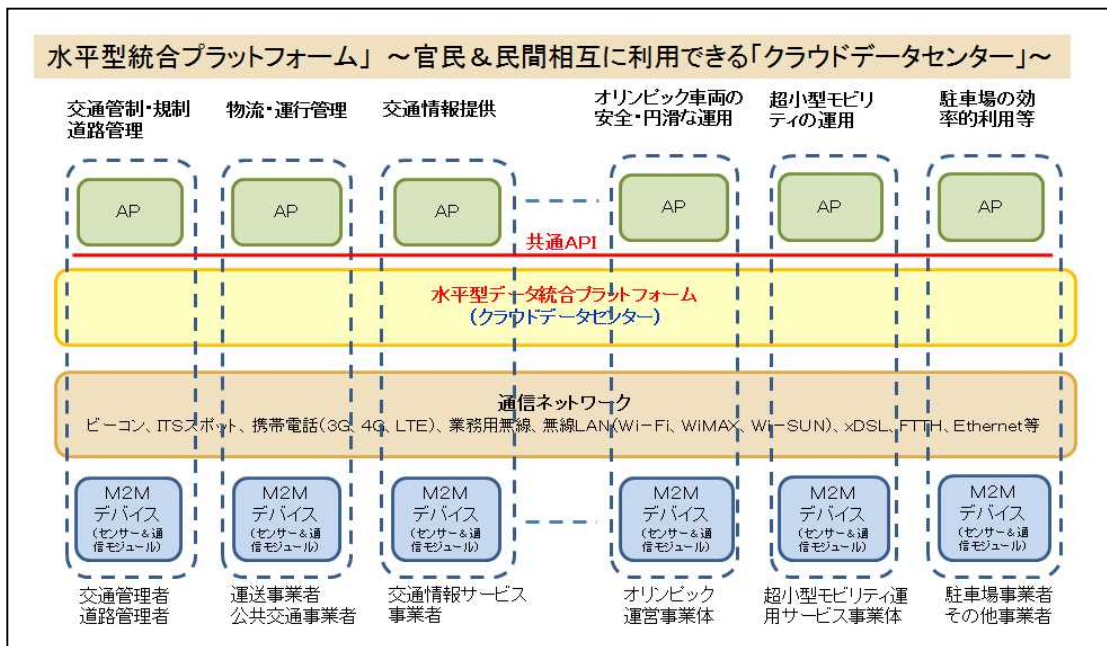 水平型統合プラットフォーム」 ~官民&民間相互に利用できる「クラウドデータセンター」~
交通管制・規制
道路管理
物流・運行管理
交通情報提供
オリンピック車両の
安全・円滑な運用
超小型モビリ
ティの運用
駐車場の効
率的利用等
AP
AP
AP
AP
AP
AP
共通API
水平型データ統合プラットフォーム
(クラウドデータセンター)
通信ネットワーク
ビーコン、ITSスポット、携帯電話(3G、4G、LTE)、業務用無線、無線LAN(Wi-Fi、WiMAX、Wi-SUN)、xDSL、FTTH、Ethernet等
M2M
デバイス
(センサー&通
信モジュール)
M2M
デバイス
(センサー&通
信モジュール)
M2M
デバイス
(センサー&通
信モジュール)
M2M
デバイス
(センサー&通
信モジュール)
M2M
デバイス
(センサー&通
信モジュール)
M2M
デバイス
(センサー&通
信モジュール)
交通管理者
道路管理者
運送事業者
公共交通事業者
交通情報サービス
事業者
オリンピック
運営事業体
超小型モビリティ運
用サービス事業体
駐車場事業者
その他事業者